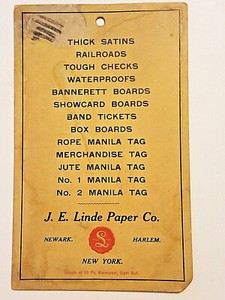 THICK SATINS
RAILROADS
TOUGH CHECKS
WATERPROOFS
BANNERETT BOARDS
SHOWCARD BOARDS
BAND TICKETS
BOX BOARDS
ROPE MANILA TAG
MERCHANDISE TAG
JUTE MANILA TAG
No. 1 MANILA TAG
No. 2 MANILA TAG
J. E. Linde Paper Co.
NEWARK. HARLEM.
NEW YORK.